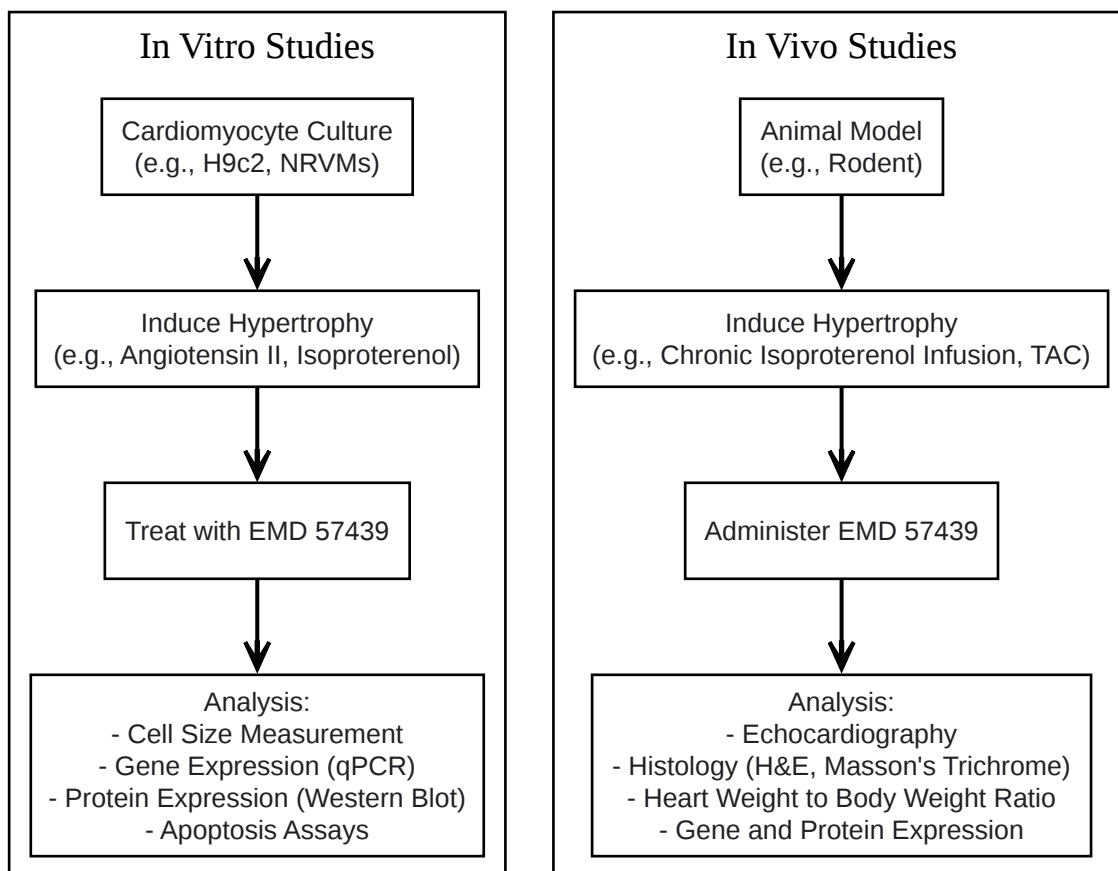 In Vitro Studies
Cardiomyocyte Culture
(e.g., H9c2, NRVMs)
Induce Hypertrophy
(e.g., Angiotensin II, Isoproterenol)
Treat with EMD 57439
Analysis:
- Cell Size Measurement
- Gene Expression (qPCR)
- Protein Expression (Western Blot)
- Apoptosis Assays
In Vivo Studies
Animal Model
(e.g., Rodent)
Induce Hypertrophy
(e.g., Chronic Isoproterenol Infusion, TAC)
Administer EMD 57439
Analysis:
- Echocardiography
- Histology (H&E, Masson's Trichrome)
- Heart Weight to Body Weight Ratio
- Gene and Protein Expression